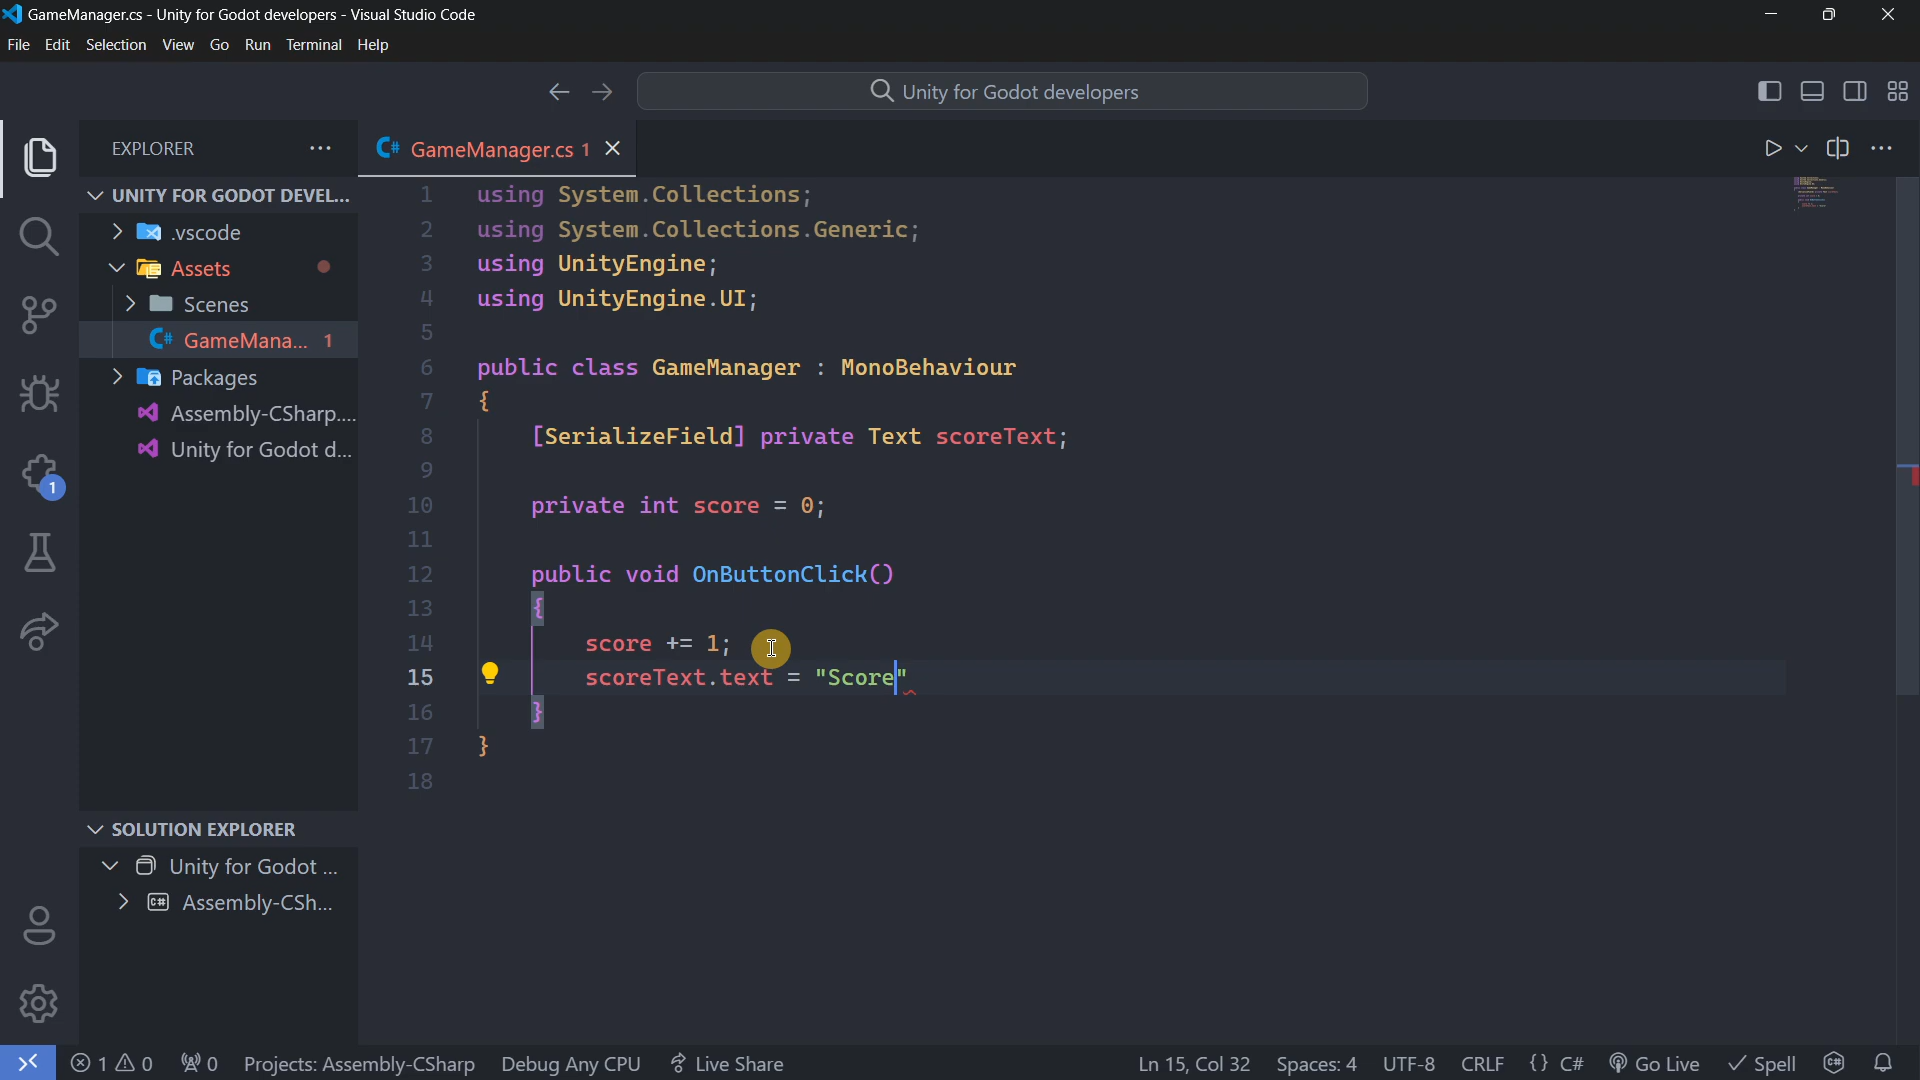 GameManager.cs - Unity for Godot developers - Visual Studio Code
File Edit Selection View Go Run Terminal Help
Unity for Godot developers
EXPLORER
GameManager.cs 1
UNITY FOR GODOT DEVEL...
.vscode
Assets
Scenes
GameMana... 1
Packages
Assembly-CSharp....
Unity for Godot d...
1 using System.Collections;
2 using System.Collections.Generic;
3 using UnityEngine;
4 using UnityEngine.UI;
5
6 public class GameManager : MonoBehaviour
7 {
8 [SerializeField] private Text scoreText;
9
10 private int score = 0;
11
12 public void OnButtonClick()
13 {
14 score += 1;
15 scoreText.text = "Score"
16 }
17 }
18
1
SOLUTION EXPLORER
Unity for Godot ...
Assembly-CSh...
1 0 0 Projects: Assembly-CSharp Debug Any CPU Live Share Ln 15, Col 32 Spaces: 4 UTF-8 CRLF {} C# Go Live Spell